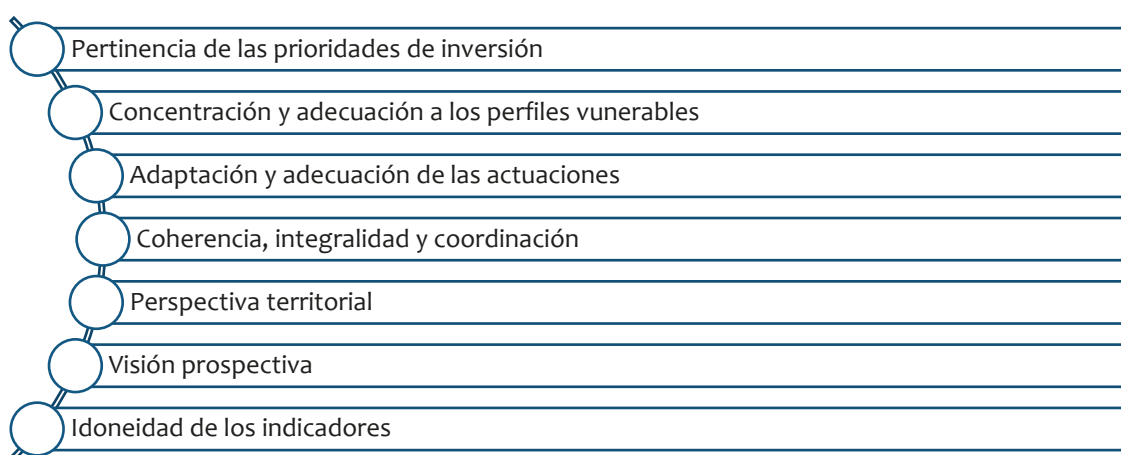 Pertinencia de las prioridades de inversión
Concentración y adecuación a los perfiles vunerables
Adaptación y adecuación de las actuaciones
Coherencia, integralidad y coordinación
Perspectiva territorial
Visión prospectiva
Idoneidad de los indicadores